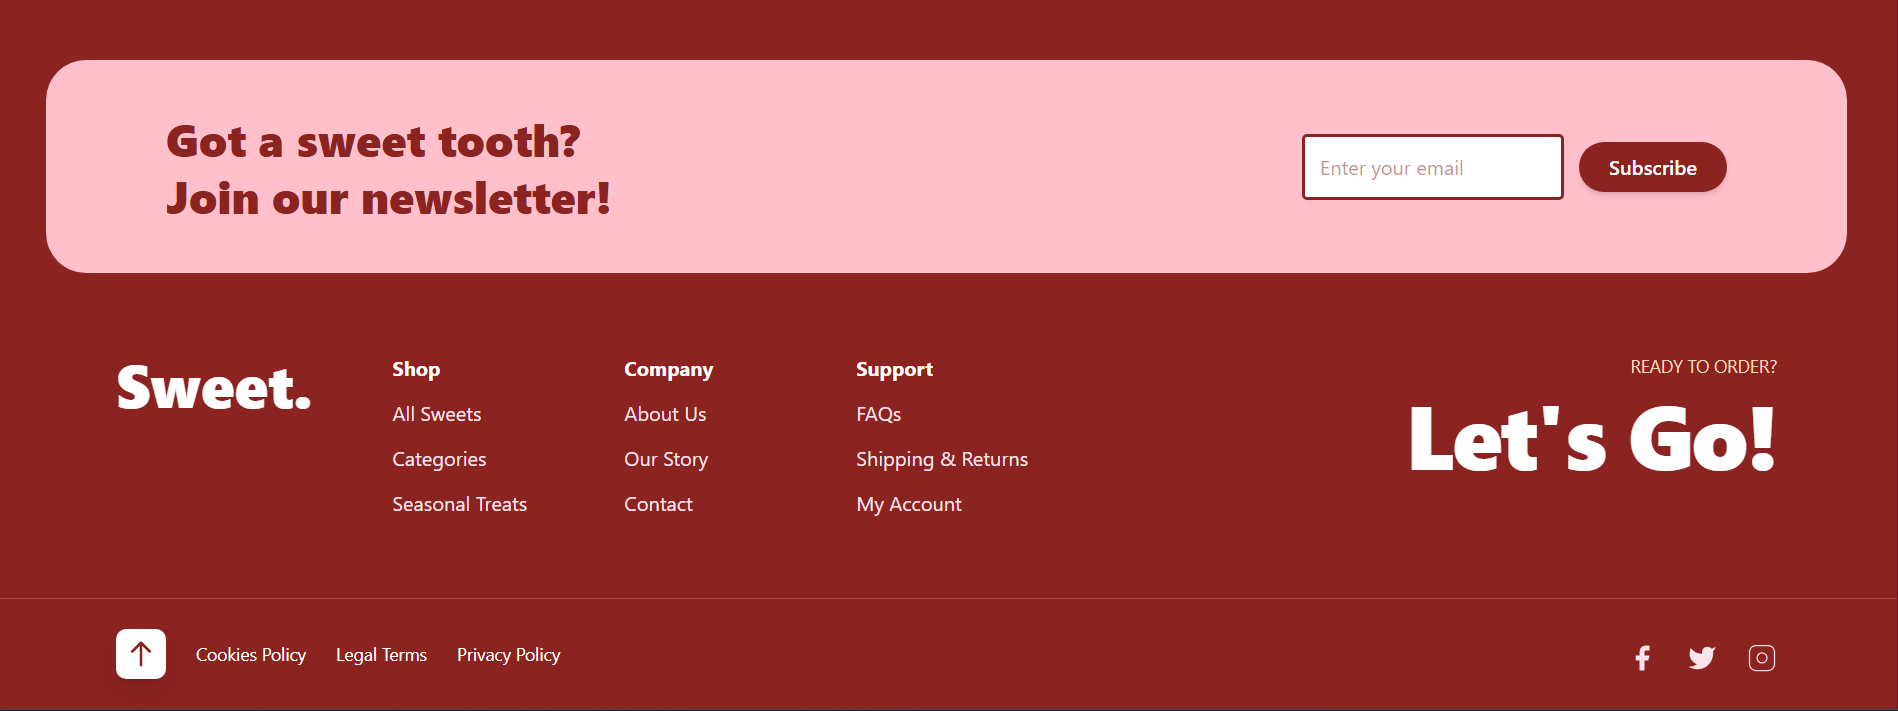 Got a sweet tooth?
Join our newsletter!
Enter your email
Subscribe
Sweet.
Shop
All Sweets
Categories
Seasonal Treats
Company
About Us
Our Story
Contact
Support
FAQs
Shipping & Returns
My Account
READY TO ORDER?
Let's Go!
Cookies Policy
Legal Terms
Privacy Policy